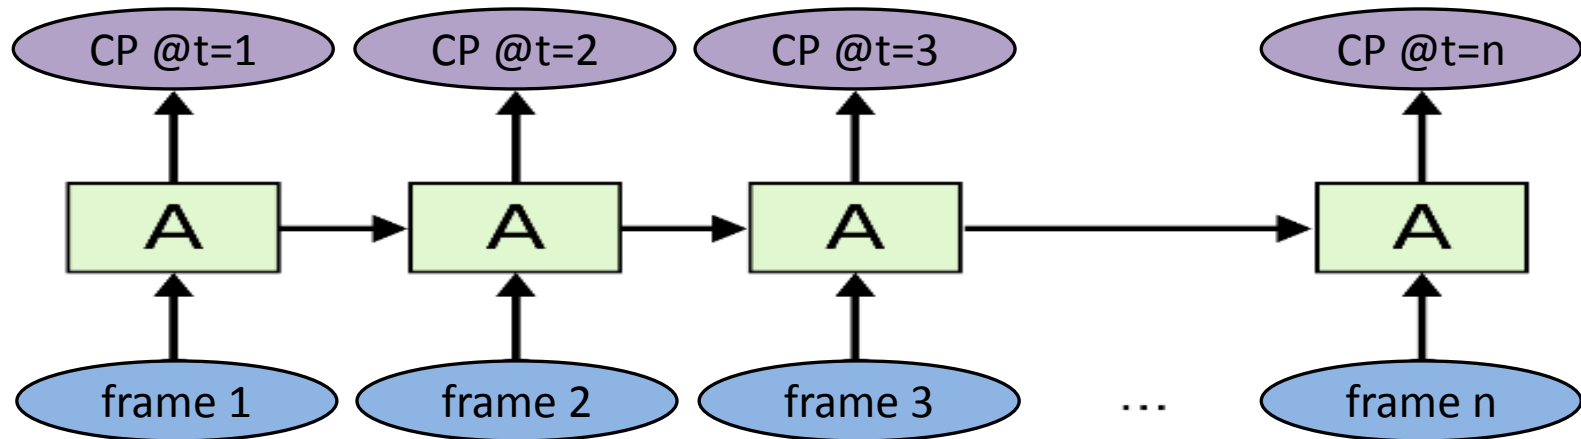 CP @t=1 CP @t=2 CP @t=3 CP @t=n
A A A A
frame 1 frame 2 frame 3 ... frame n